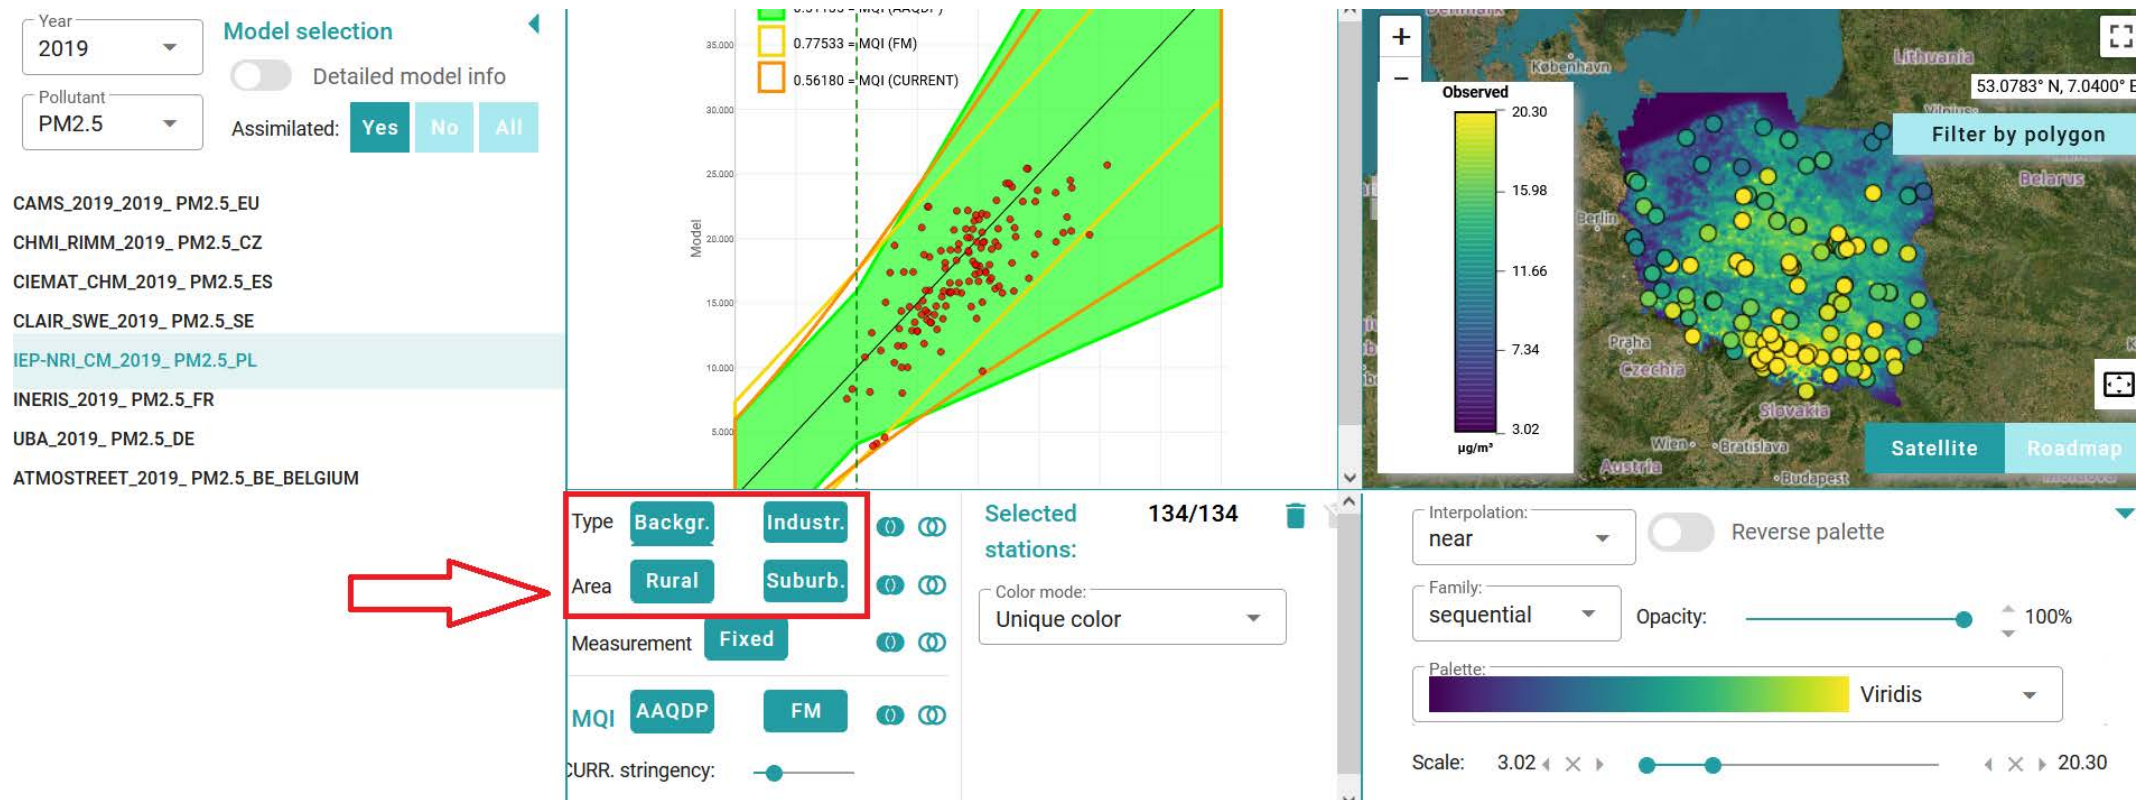 Year
2019
Model selection
Detailed model info
Pollutant
PM2.5
Assimilated: Yes No All
CAMS_2019_2019_ PM2.5_EU
CHMI_RIMM_2019_ PM2.5_CZ
CIEMAT_CHM_2019_ PM2.5_ES
CLAIR_SWE_2019_ PM2.5_SE
IEP-NRI_CM_2019_ PM2.5_PL
INERIS_2019_ PM2.5_FR
UBA_2019_ PM2.5_DE
ATMOSTREET_2019_ PM2.5_BE_BELGIUM
= MQI (AAQDP)
0.77533 = MQI (FM)
0.56180 = MQI (CURRENT)
35.000
30.000
25.000
20.000
15.000
10.000
5.000
Model
+
−
Observed
20.30
15.98
11.66
7.34
3.02
µg/m³
København
Lithuania
53.0783° N, 7.0400° E
Vilnius
Filter by polygon
Belarus
Berlin
Praha
Czechia
Slovakia
Wien
Bratislava
Austria
Budapest
Satellite Roadmap
Type Backgr. Industr.
Area Rural Suburb.
Measurement Fixed
MQI AAQDP FM
CURR. stringency:
Selected stations: 134/134
Color mode:
Unique color
Interpolation:
near
Reverse palette
Family:
sequential
Opacity: 100%
Palette:
Viridis
Scale: 3.02 20.30